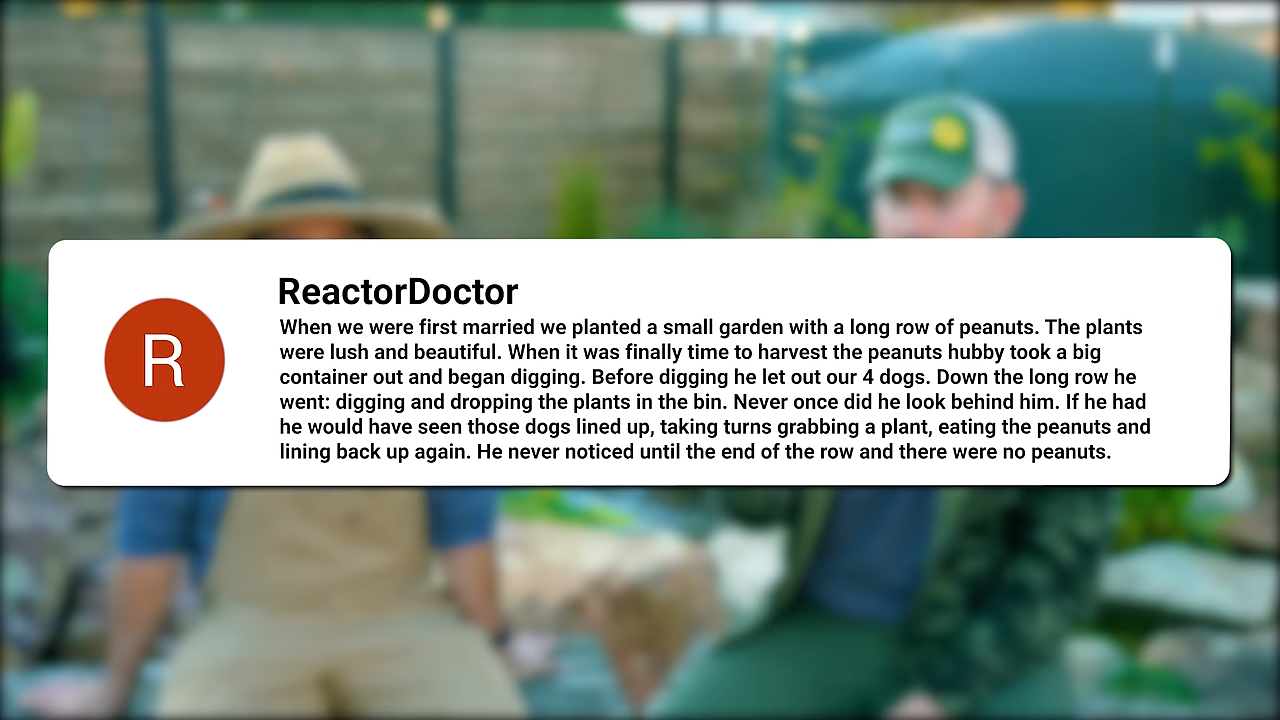 R
ReactorDoctor
When we were first married we planted a small garden with a long row of peanuts. The plants
were lush and beautiful. When it was finally time to harvest the peanuts hubby took a big
container out and began digging. Before digging he let out our 4 dogs. Down the long row he
went: digging and dropping the plants in the bin. Never once did he look behind him. If he had
he would have seen those dogs lined up, taking turns grabbing a plant, eating the peanuts and
lining back up again. He never noticed until the end of the row and there were no peanuts.